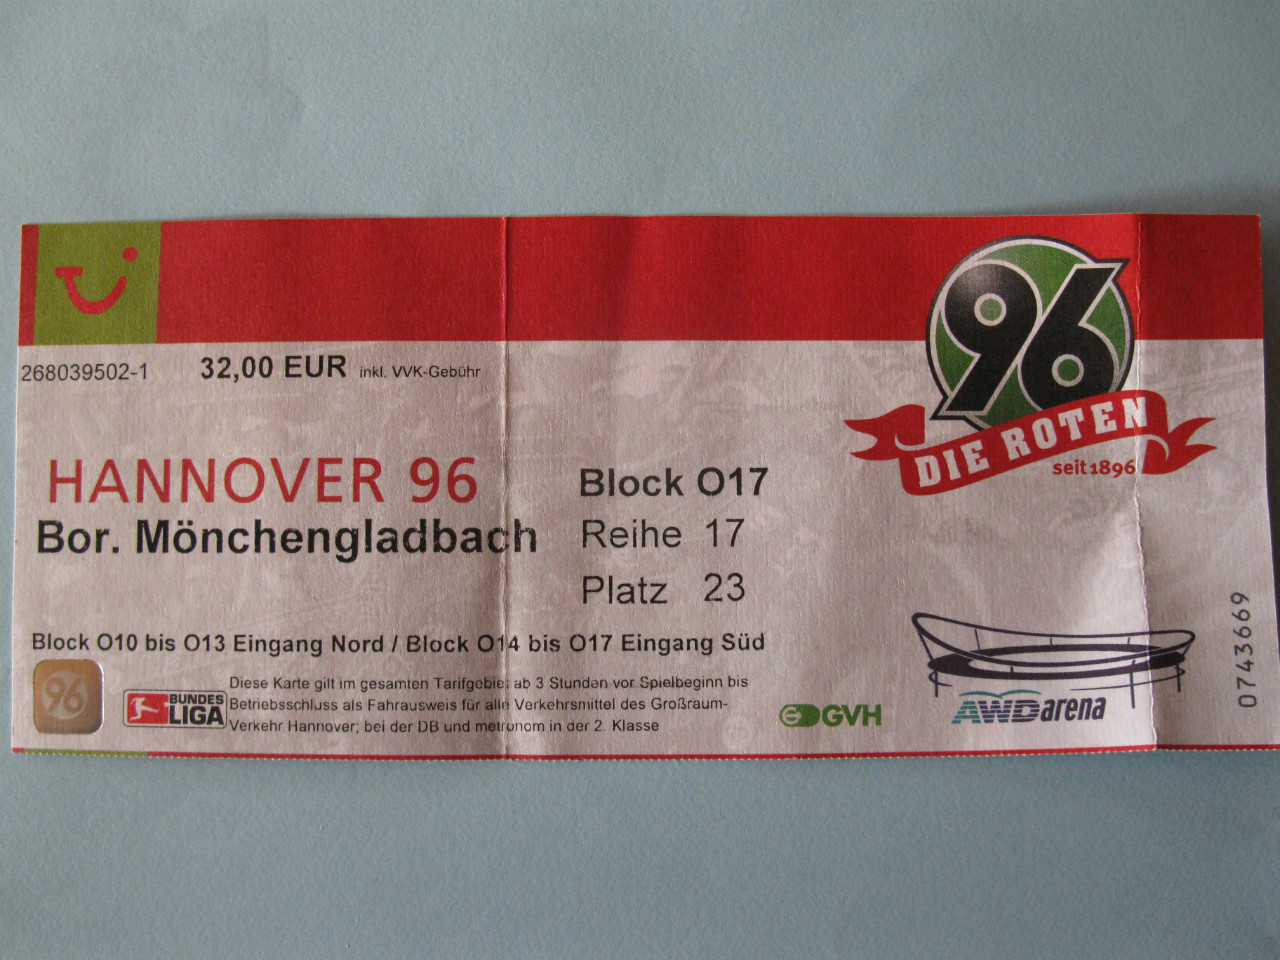 268039502-1 32,00 EUR inkl. VVK-Gebühr
96
DIE ROTEN
seit 1896
HANNOVER 96
Bor. Mönchengladbach
Block O17
Reihe 17
Platz 23
Block O10 bis O13 Eingang Nord / Block O14 bis O17 Eingang Süd
96
BUNDES
LIGA
Diese Karte gilt im gesamten Tarifgebiet ab 3 Stunden vor Spielbeginn bis
Betriebsschluss als Fahrausweis für alle Verkehrsmittel des Großraum-
Verkehr Hannover; bei der DB und metronom in der 2. Klasse
GVH
AWDarena
0743669